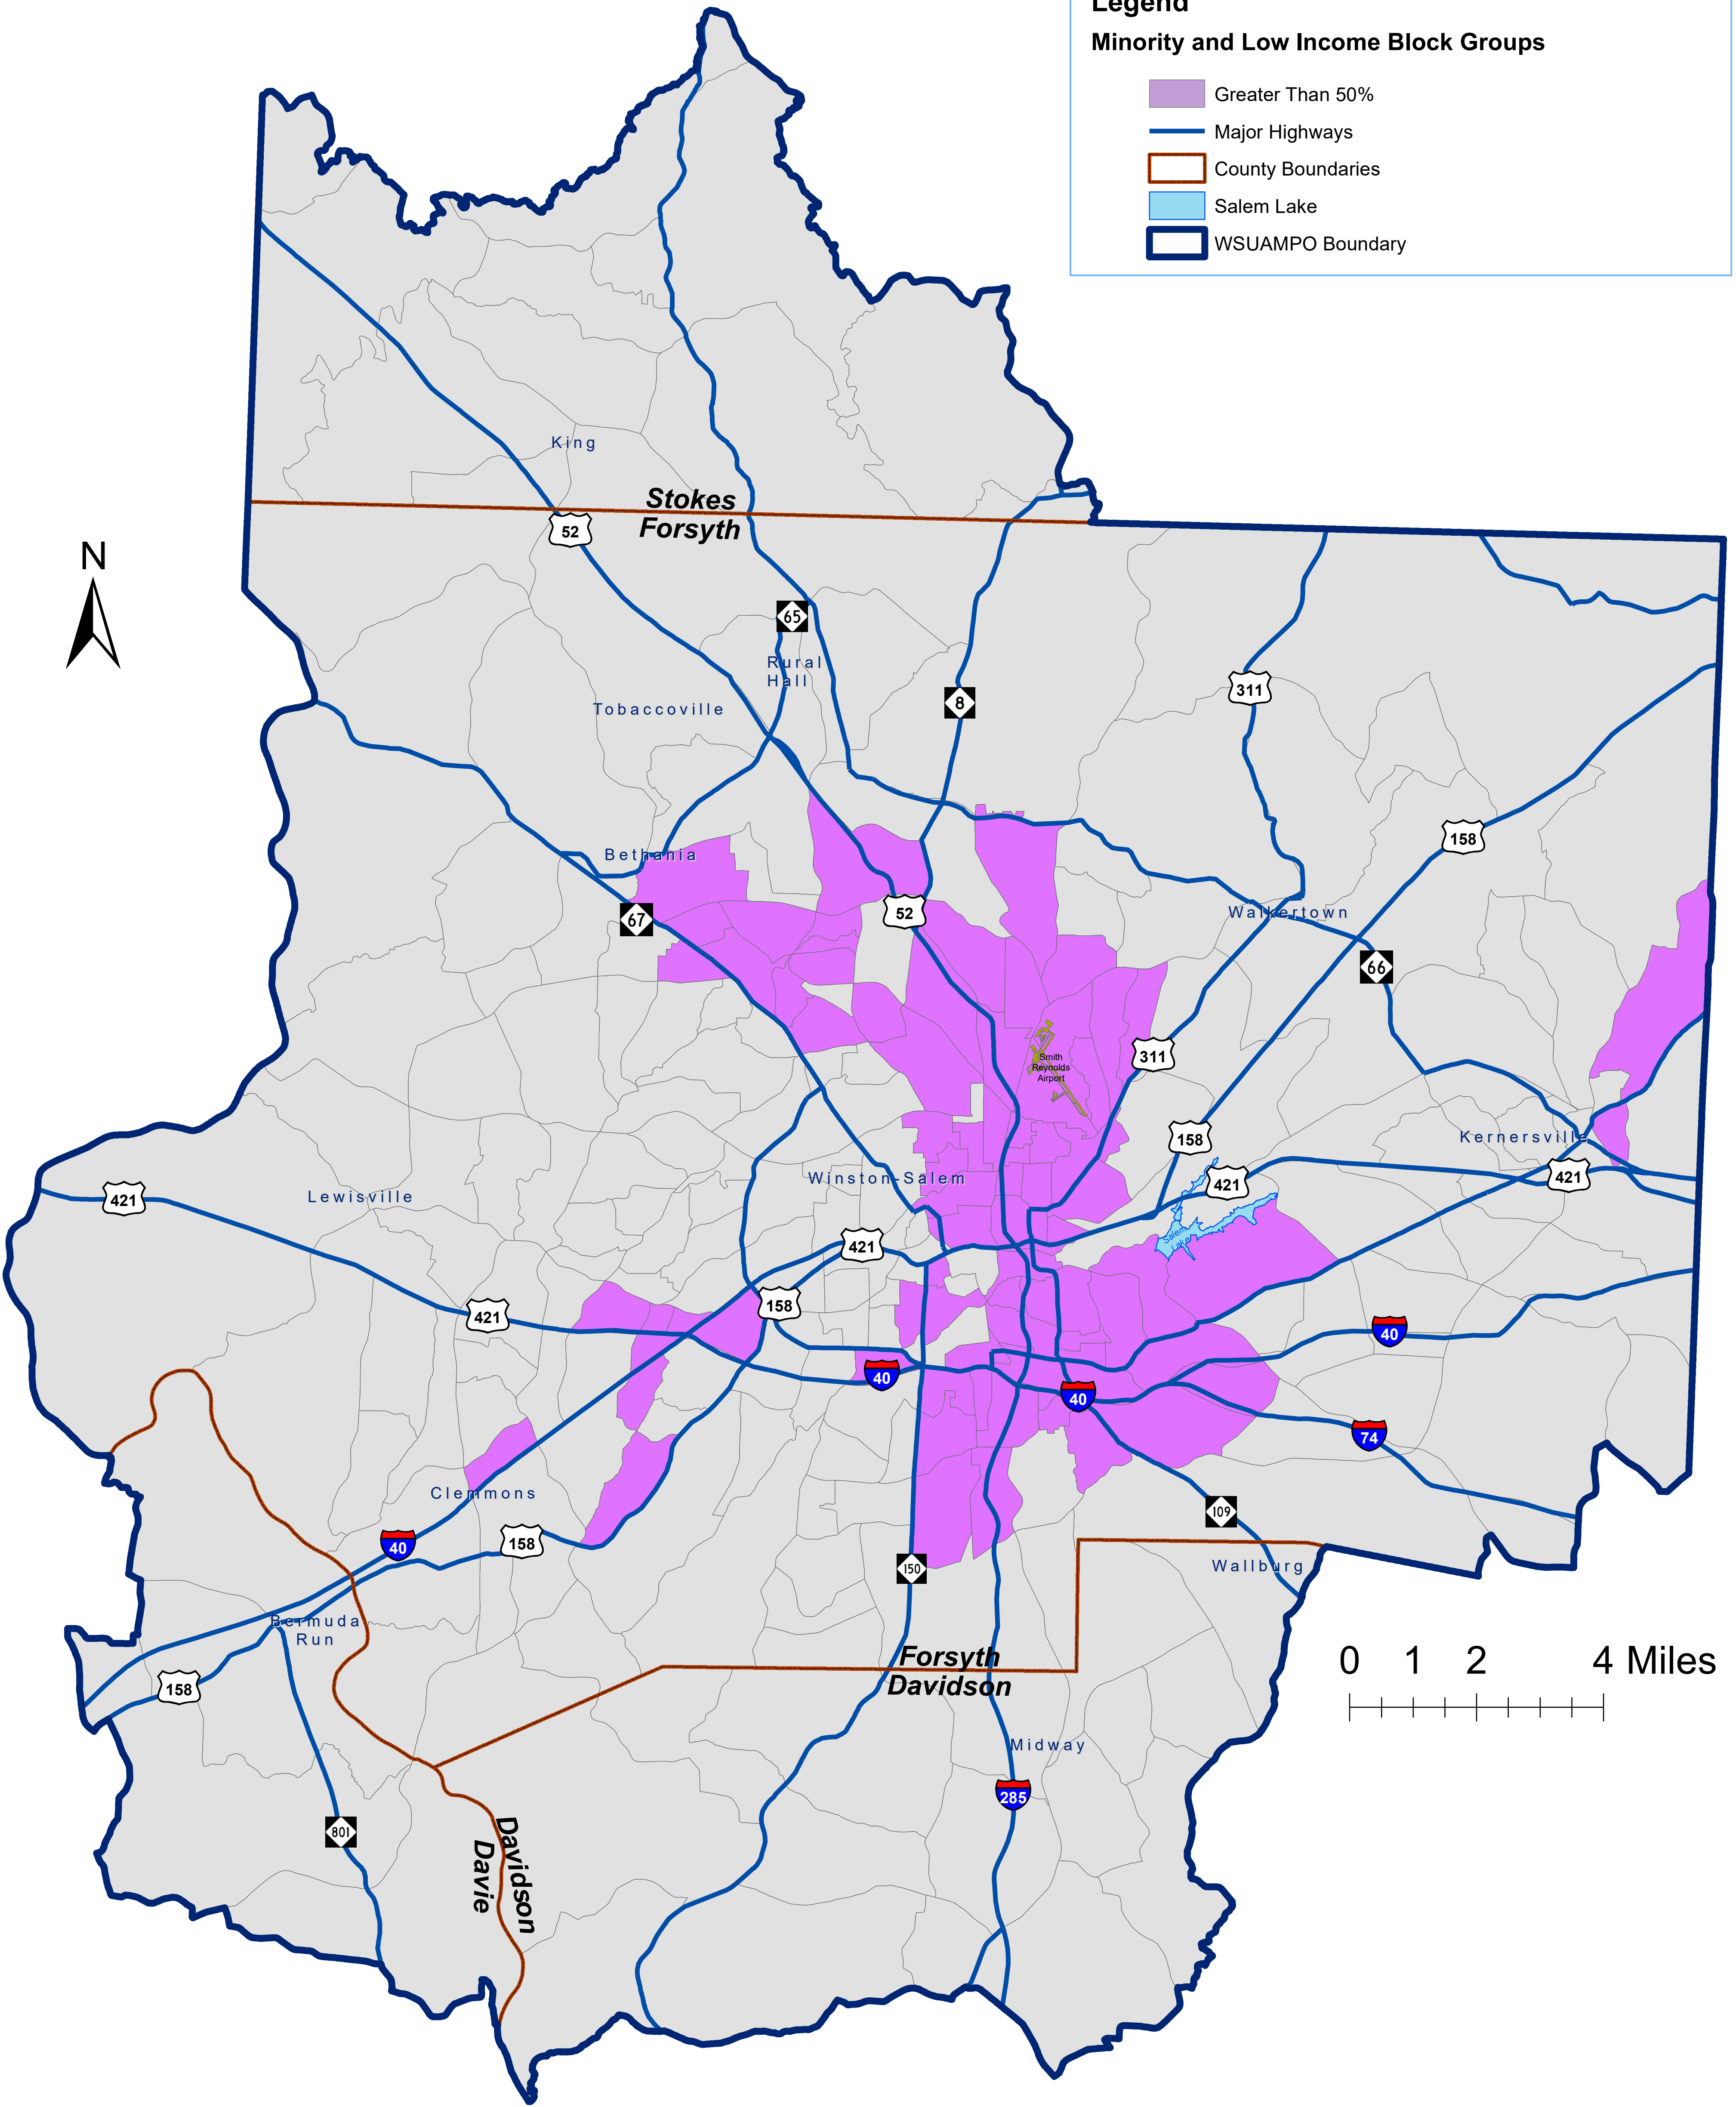 Legend
Minority and Low Income Block Groups
Greater Than 50%
Major Highways
County Boundaries
Salem Lake
WSUAMPO Boundary
King
Stokes
Forsyth
52
N
65
Rural
Hall
8
311
Tobaccoville
158
Bethania
67
52
Walkertown
66
311
Smith
Reynolds
Airport
158
Kernersville
421
421
Winston-Salem
Lewisville
421
Salem
Lake
421
158
421
40
40
40
74
Clemmons
109
158
40
150
Wallburg
Bermuda
Run
Forsyth
Davidson
0 1 2 4 Miles
158
Midway
285
801
Davidson
Davie